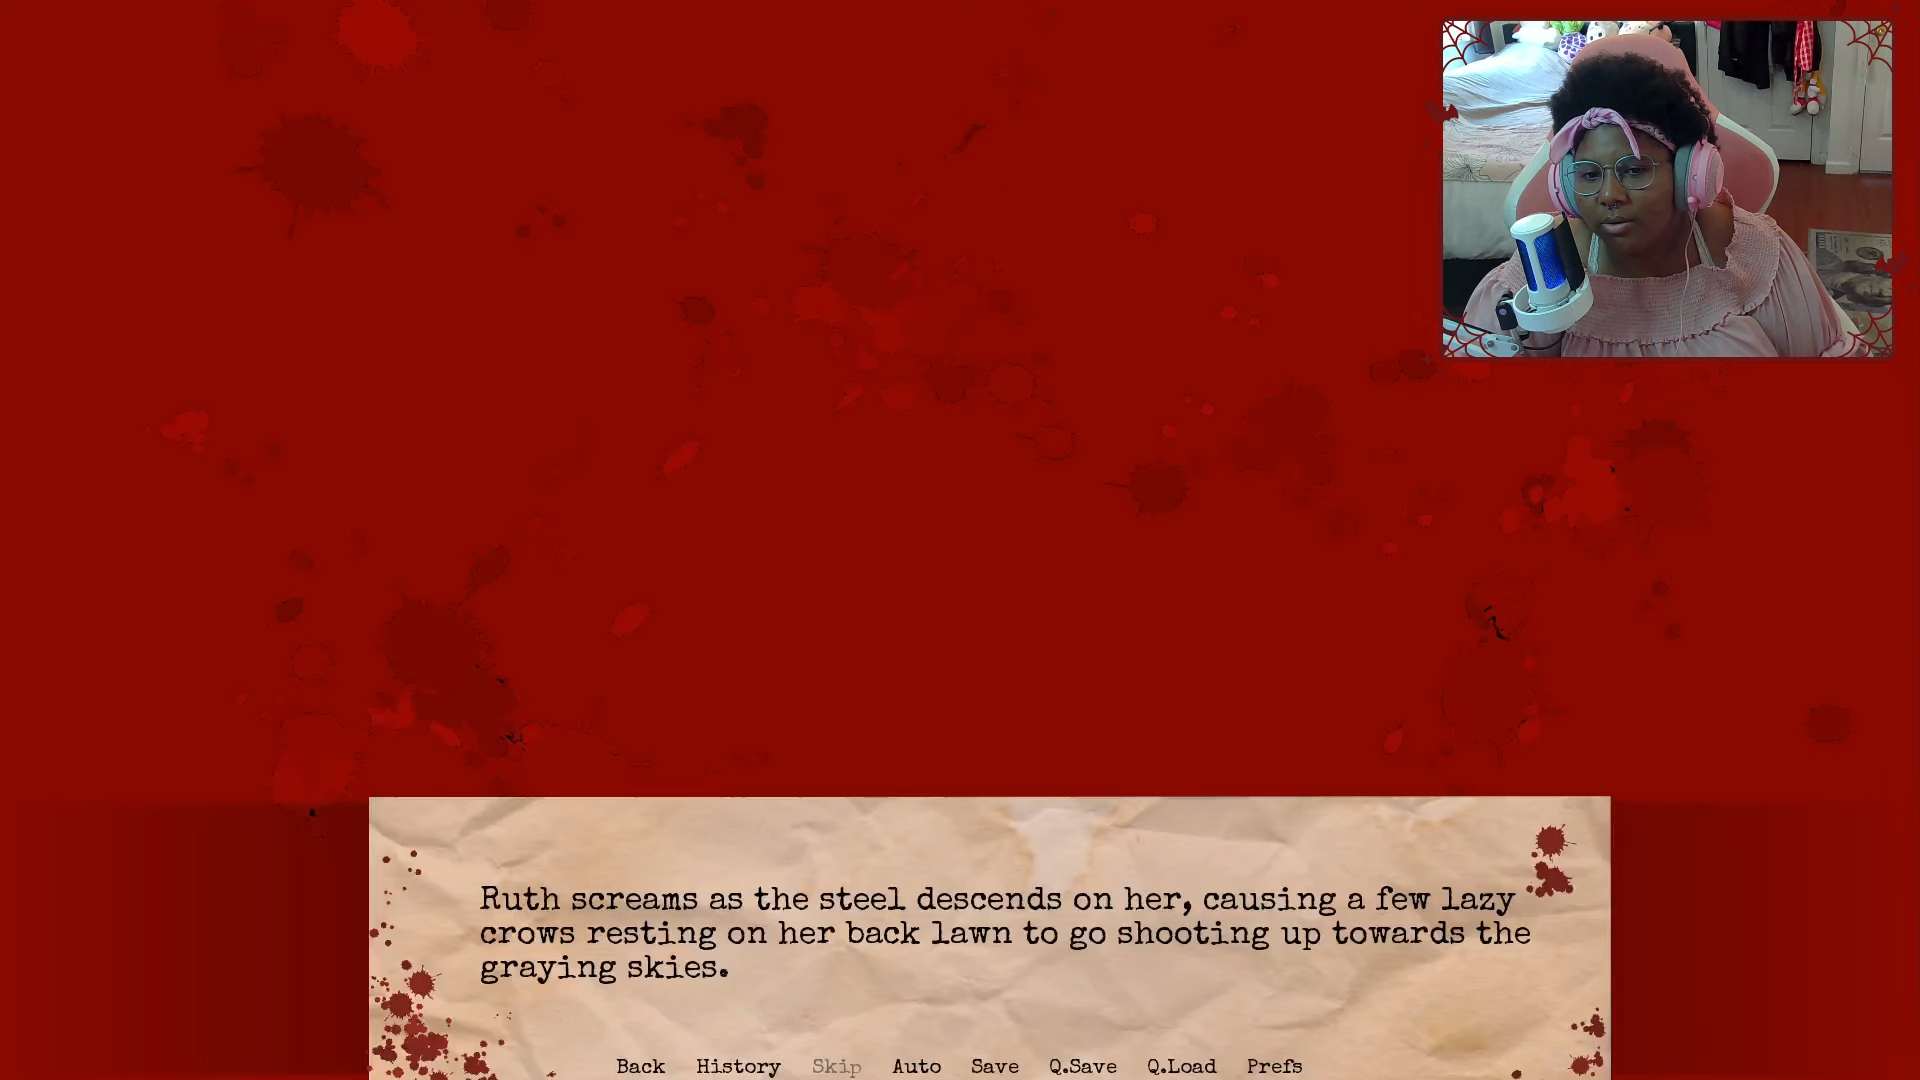 Ruth screams as the steel descends on her, causing a few lazy
crows resting on her back lawn to go shooting up towards the
graying skies.
Back History Skip Auto Save Q.Save Q.Load Prefs